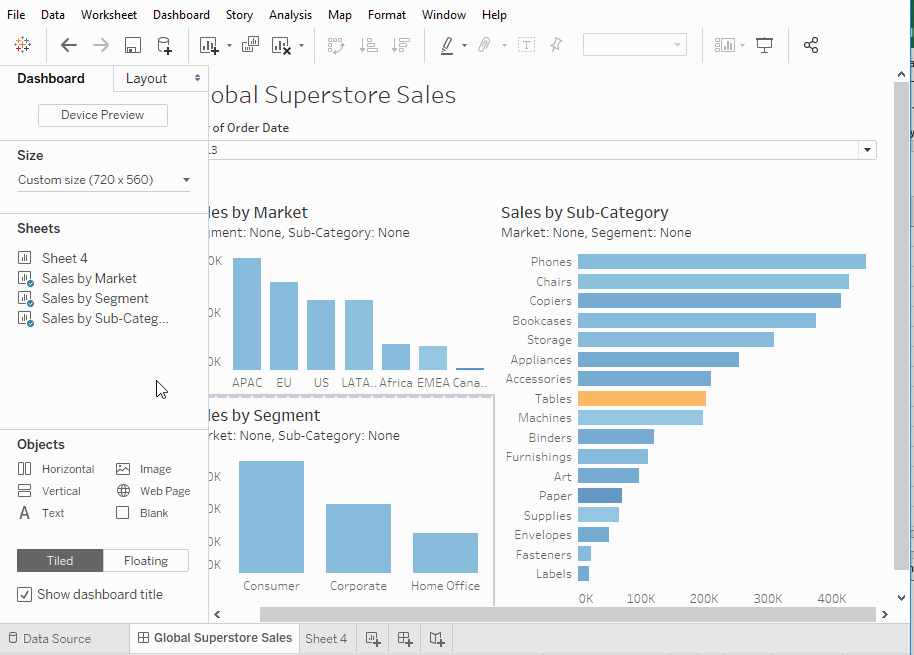 File Data Worksheet Dashboard Story Analysis Map Format Window Help
Dashboard Layout
Device Preview
Size
Custom size (720 x 560)
Sheets
Sheet 4
Sales by Market
Sales by Segment
Sales by Sub-Categ...
Objects
Horizontal Image
Vertical Web Page
A Text Blank
Tiled Floating
Show dashboard title
obal Superstore Sales
r of Order Date
13
les by Market
gment: None, Sub-Category: None
0K
0K
0K
APAC EU US LATA.. Africa EMEA Cana..
les by Segment
rket: None, Sub-Category: None
0K
0K
0K
0K
Consumer Corporate Home Office
Sales by Sub-Category
Market: None, Segement: None
Phones
Chairs
Copiers
Bookcases
Storage
Appliances
Accessories
Tables
Machines
Binders
Furnishings
Art
Paper
Supplies
Envelopes
Fasteners
Labels
0K 100K 200K 300K 400K
Data Source Global Superstore Sales Sheet 4